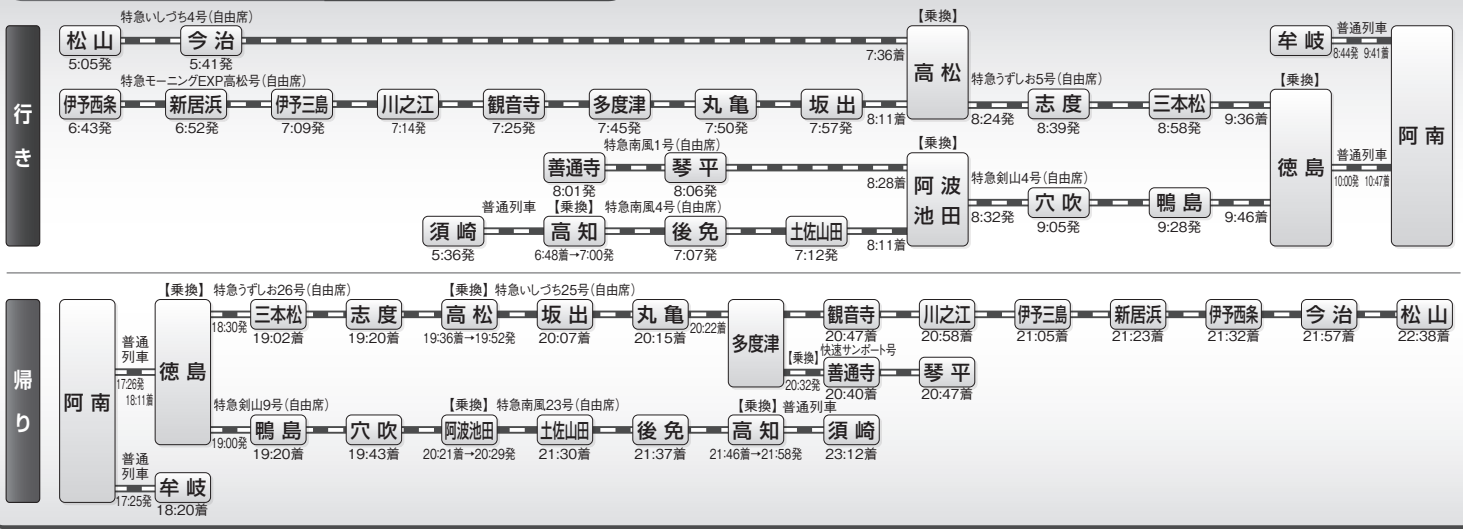 行き
特急いしづち4号(自由席)
【乗換】
松山 今治 高松 牟岐 普通列車
5:05発 5:41発 7:36着 8:44発 9:41着
特急モーニングEXP高松号(自由席)
特急うずしお5号(自由席)
【乗換】
伊予西条 新居浜 伊予三島 川之江 観音寺 多度津 丸亀 坂出 志度 三本松 徳島 阿南
6:43発 6:52発 7:09発 7:14発 7:25発 7:45発 7:50発 7:57発 8:11着 8:24発 8:39発 8:58発 9:36着
特急南風1号(自由席)
【乗換】
普通列車
善通寺 琴平 阿波池田
8:01発 8:06発 8:28着 10:00発 10:47着
特急剣山4号(自由席)
普通列車 【乗換】 特急南風4号(自由席)
穴吹 鴨島
8:32発 9:05発 9:28発 9:46着
須崎 高知 後免 土佐山田
5:36発 6:48着→7:00発 7:07発 7:12発 8:11着
帰り
【乗換】 特急うずしお26号(自由席) 【乗換】 特急いしづち25号(自由席)
三本松 志度 高松 坂出 丸亀 多度津 観音寺 川之江 伊予三島 新居浜 伊予西条 今治 松山
18:30発 19:02着 19:20着 19:36着→19:52発 20:07着 20:15着 20:22着 20:47着 20:58着 21:05着 21:23着 21:32着 21:57着 22:38着
普通列車
阿南 徳島
17:26発 18:11着
【乗換】 快速サンポート号
善通寺 琴平
20:32発 20:40着 20:47着
特急剣山9号(自由席) 【乗換】 特急南風23号(自由席) 【乗換】 普通列車
鴨島 穴吹 阿波池田 土佐山田 後免 高知 須崎
19:00発 19:20着 19:43着 20:21着→20:29発 21:30着 21:37着 21:46着→21:58発 23:12着
普通列車
牟岐
17:25発 18:20着